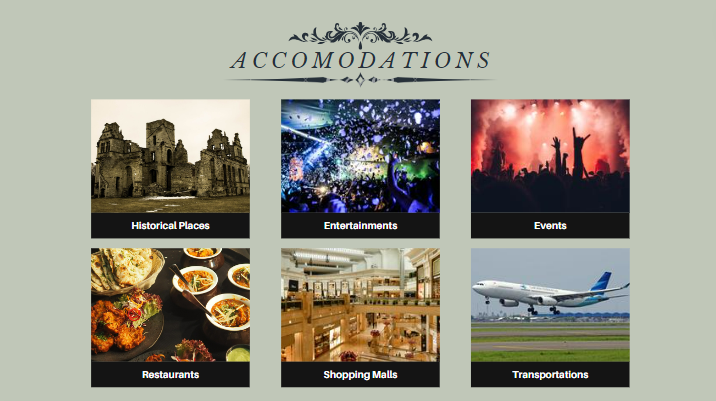 ACCOMODATIONS
Historical Places
Entertainments
Events
Restaurants
Shopping Malls
Transportations